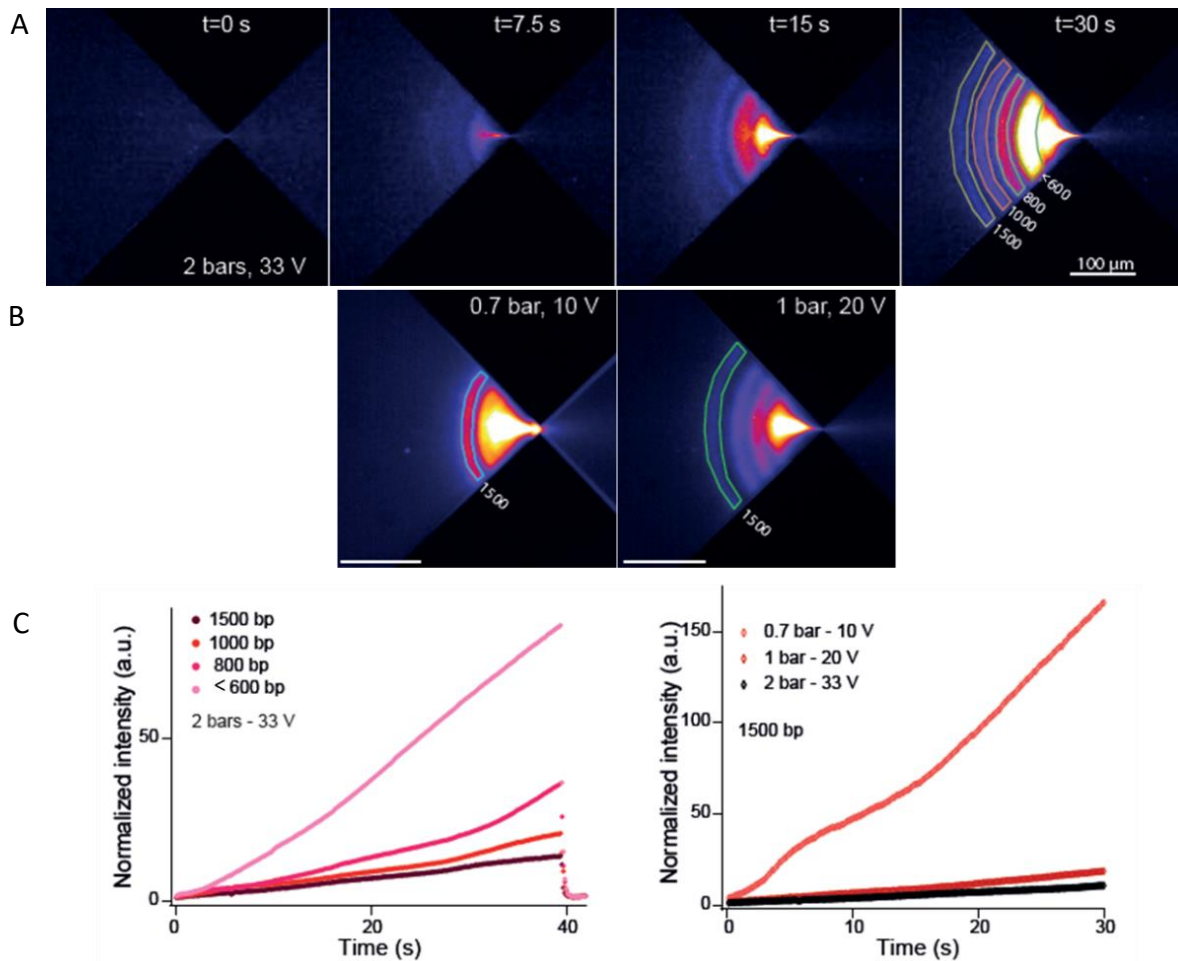 A
t=0 s
t=7.5 s
t=15 s
t=30 s
2 bars, 33 V
<600
800
1000
1500
100 µm
B
0.7 bar, 10 V
1 bar, 20 V
1500
1500
C
Normalized intensity (a.u.)
50
0
1500 bp
1000 bp
800 bp
< 600 bp
2 bars - 33 V
0
20
40
Time (s)
Normalized intensity (a.u.)
150
100
50
0
0.7 bar - 10 V
1 bar - 20 V
2 bar - 33 V
1500 bp
0
10
20
30
Time (s)